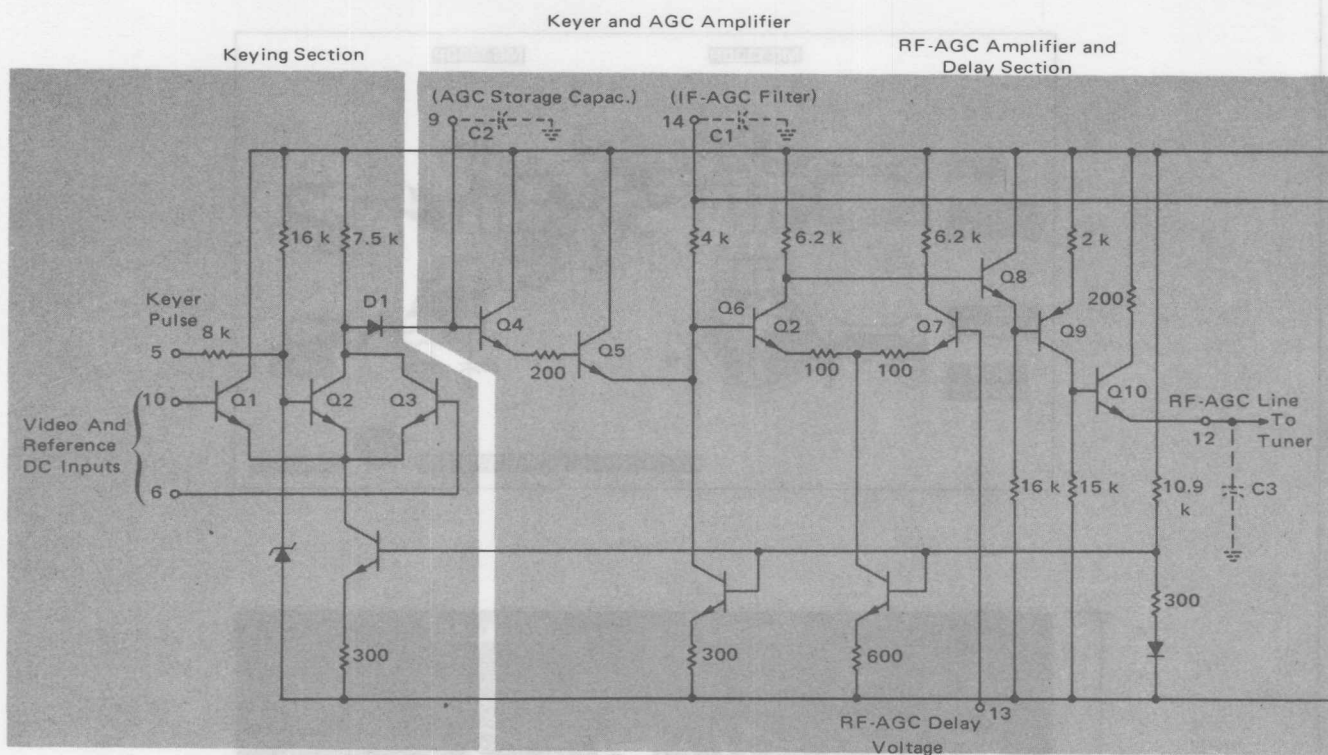 Keyer and AGC Amplifier
Keying Section
RF-AGC Amplifier and
Delay Section
(AGC Storage Capac.)
(IF-AGC Filter)
9
C2
14
C1
16 k
7.5 k
4 k
6.2 k
6.2 k
2 k
Keyer
Pulse
8 k
5
D1
Q4
200
Q5
Q6
Q2
Q7
100
100
Q8
Q9
200
Q10
RF-AGC Line
To
Tuner
12
10
Q1
Q2
Q3
Video And
Reference
DC Inputs
6
16 k
15 k
10.9
k
C3
300
300
600
300
13
RF-AGC Delay
Voltage